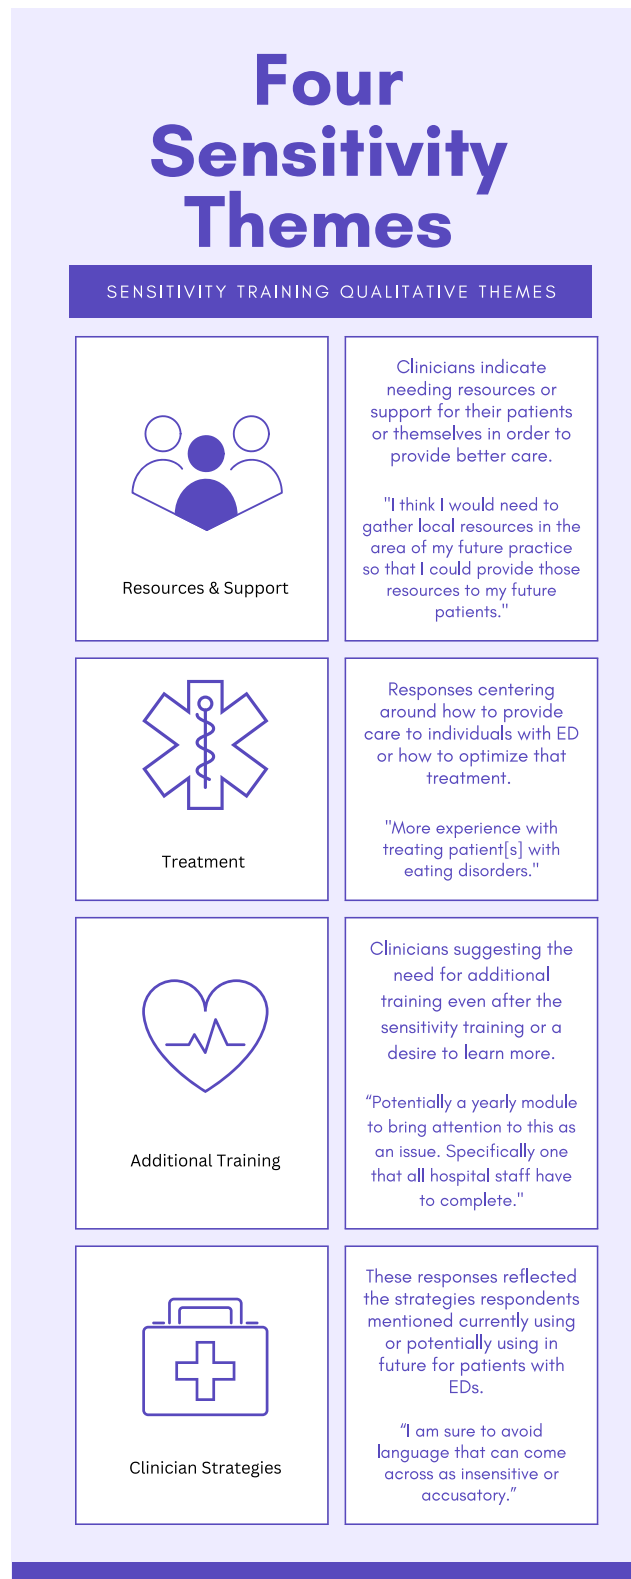 Four
Sensitivity
Themes
SENSITIVITY TRAINING QUALITATIVE THEMES
Resources & Support
Clinicians indicate
needing resources or
support for their patients
or themselves in order to
provide better care.
"I think I would need to
gather local resources in the
area of my future practice
so that I could provide those
resources to my future
patients."
Treatment
Responses centering
around how to provide
care to individuals with ED
or how to optimize that
treatment.
"More experience with
treating patient[s] with
eating disorders."
Additional Training
Clinicians suggesting the
need for additional
training even after the
sensitivity training or a
desire to learn more.
“Potentially a yearly module
to bring attention to this as
an issue. Specifically one
that all hospital staff have
to complete."
Clinician Strategies
These responses reflected
the strategies respondents
mentioned currently using
or potentially using in
future for patients with
EDs.
“I am sure to avoid
language that can come
across as insensitive or
accusatory.”